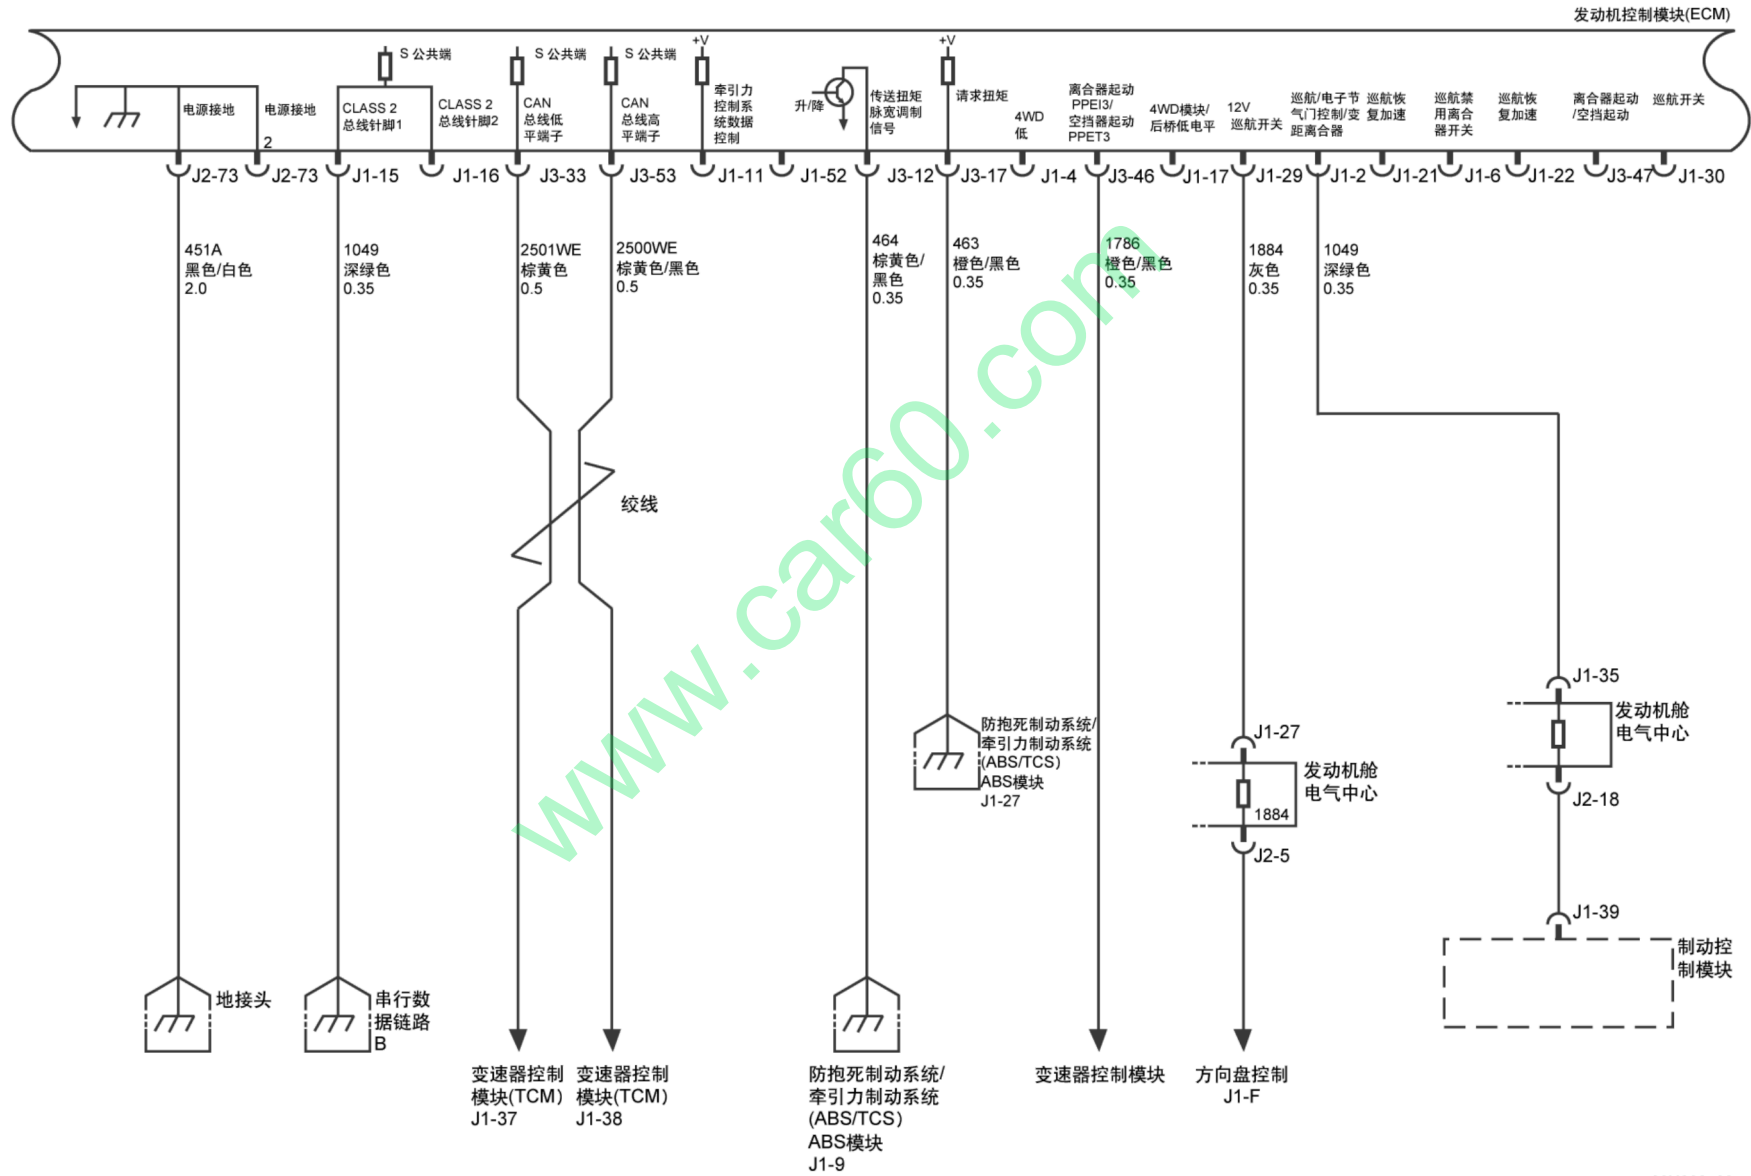 发动机控制模块(ECM)
S 公共端
S 公共端
S 公共端
+V
+V
电源接地
电源接地
2
CLASS 2
总线针脚1
CLASS 2
总线针脚2
CAN
总线低
平端子
CAN
总线高
平端子
牵引力
控制系
统数据
控制
升/降
传送扭矩
脉宽调制
信号
请求扭矩
4WD
低
离合器起动
PPEI3/
空挡器起动
PPET3
4WD模块/
后桥低电平
12V
巡航开关
巡航/电子节
气门控制/变
距离合器
巡航恢
复加速
巡航禁
用离合
器开关
巡航恢
复加速
离合器起动
/空挡起动
巡航开关
J2-73
J2-73
J1-15
J1-16
J3-33
J3-53
J1-11
J1-52
J3-12
J3-17
J1-4
J3-46
J1-17
J1-29
J1-2
J1-21
J1-6
J1-22
J3-47
J1-30
451A
黑色/白色
2.0
1049
深绿色
0.35
2501WE
棕黄色
0.5
2500WE
棕黄色/黑色
0.5
464
棕黄色/
黑色
0.35
463
橙色/黑色
0.35
1786
橙色/黑色
0.35
1884
灰色
0.35
1049
深绿色
0.35
绞线
www.car60.com
J1-35
发动机舱
电气中心
J2-18
防抱死制动系统/
牵引力制动系统
(ABS/TCS)
ABS模块
J1-27
J1-27
发动机舱
电气中心
1884
J2-5
J1-39
制动控
制模块
地接头
串行数
据链路
B
变速器控制
模块(TCM)
J1-37
变速器控制
模块(TCM)
J1-38
防抱死制动系统/
牵引力制动系统
(ABS/TCS)
ABS模块
J1-9
变速器控制模块
方向盘控制
J1-F